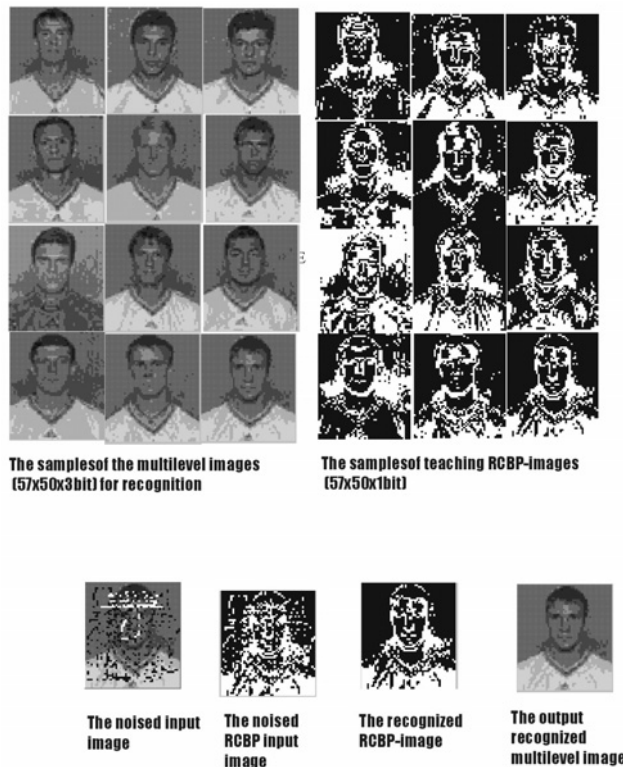 The samplesof the multilevel images
(57x50x3bit) for recognition
The samplesof teaching RCBP-images
(57x50x1bit)
The noised input
image
The noised
RCBP input
image
The recognized
RCBP-image
The output
recognized
multilevel image